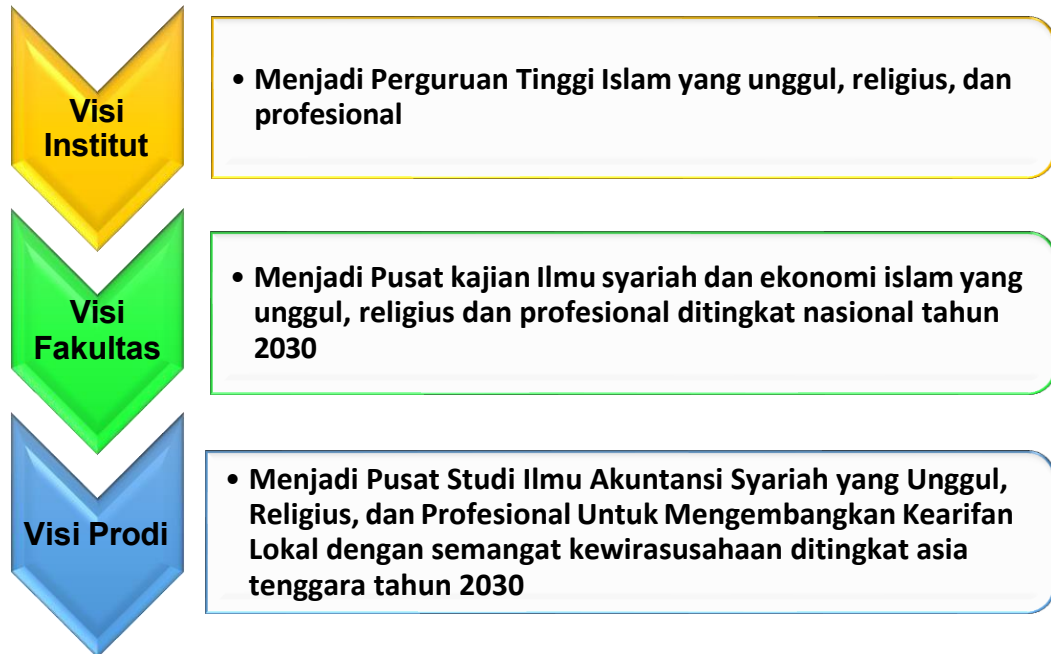 Visi
Institut
• Menjadi Perguruan Tinggi Islam yang unggul, religius, dan
profesional
Visi
Fakultas
• Menjadi Pusat kajian Ilmu syariah dan ekonomi islam yang
unggul, religius dan profesional ditingkat nasional tahun
2030
Visi Prodi
• Menjadi Pusat Studi Ilmu Akuntansi Syariah yang Unggul,
Religius, dan Profesional Untuk Mengembangkan Kearifan
Lokal dengan semangat kewirasusahaan ditingkat asia
tenggara tahun 2030